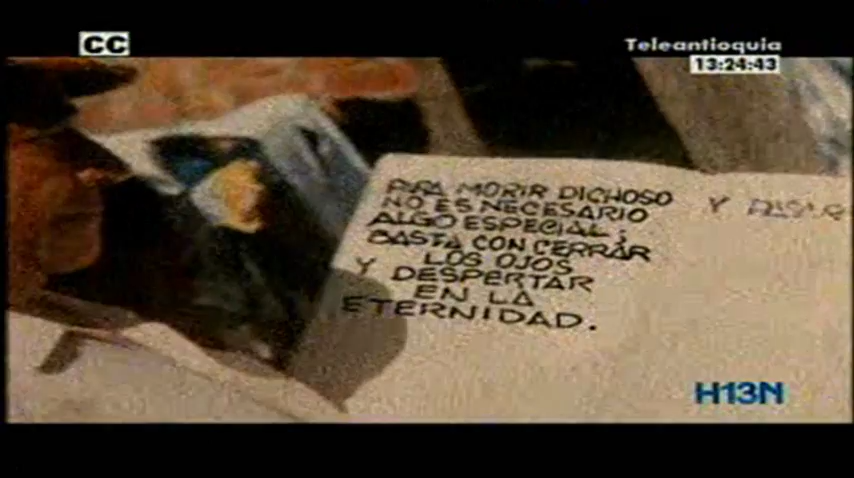 CC
Teleantioquia
13:24:43
PARA MORIR DICHOSO
NO ES NECESARIO
ALGO ESPECIAL;
BASTA CON CERRAR
LOS OJOS
Y DESPERTAR
EN LA
ETERNIDAD.
Y
H13N